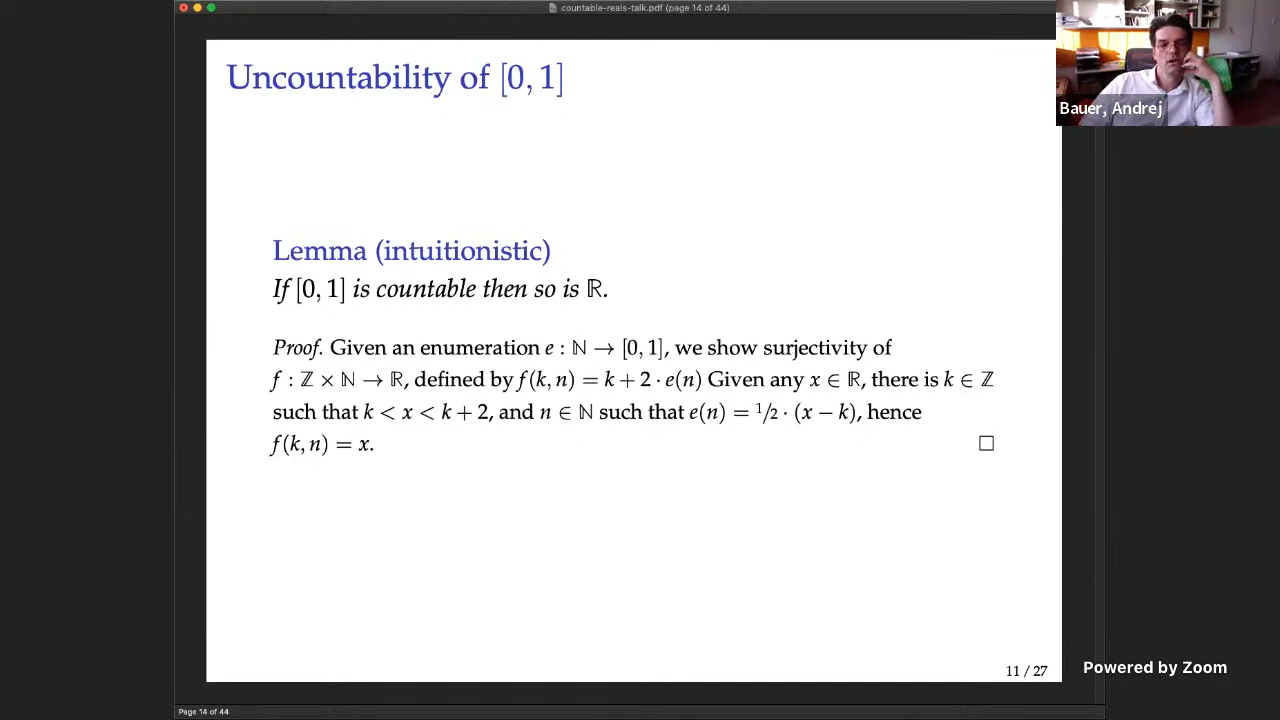 countable-reals-talk.pdf (page 14 of 44)
Bauer, Andrej
Uncountability of [0, 1]
Lemma (intuitionistic)
If [0, 1] is countable then so is ℝ.
Proof. Given an enumeration e : ℕ → [0, 1], we show surjectivity of
f : ℤ × ℕ → ℝ, defined by f(k, n) = k + 2 · e(n) Given any x ∈ ℝ, there is k ∈ ℤ
such that k < x < k + 2, and n ∈ ℕ such that e(n) = 1/2 · (x − k), hence
f(k, n) = x. □
11 / 27
Powered by Zoom
Page 14 of 44